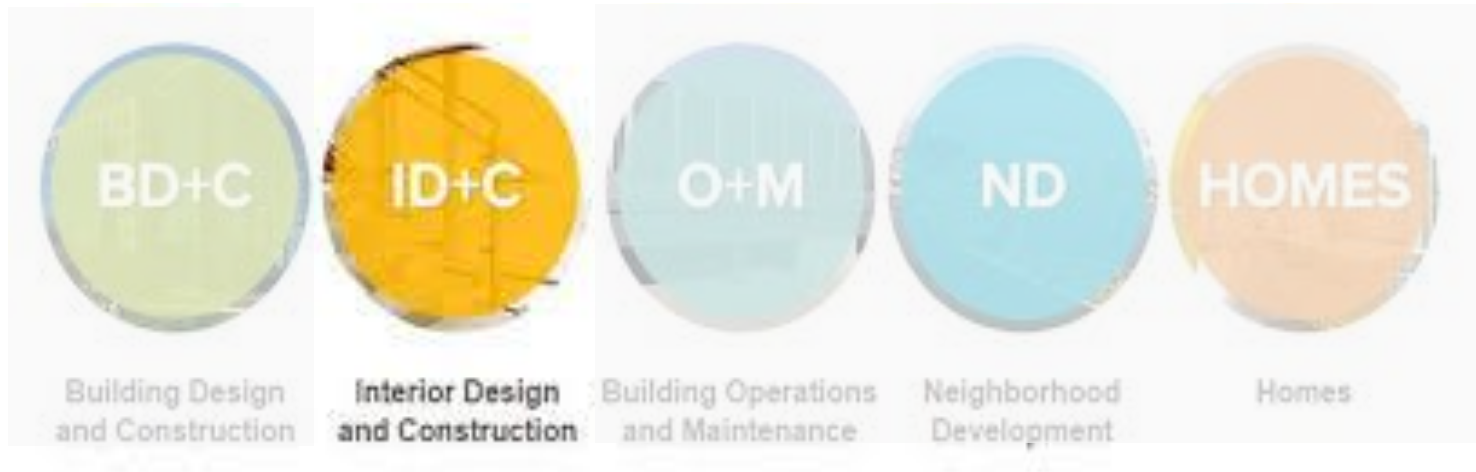 BD+C
ID+C
O+M
ND
HOMES
Building Design
and Construction
Interior Design
and Construction
Building Operations
and Maintenance
Neighborhood
Development
Homes